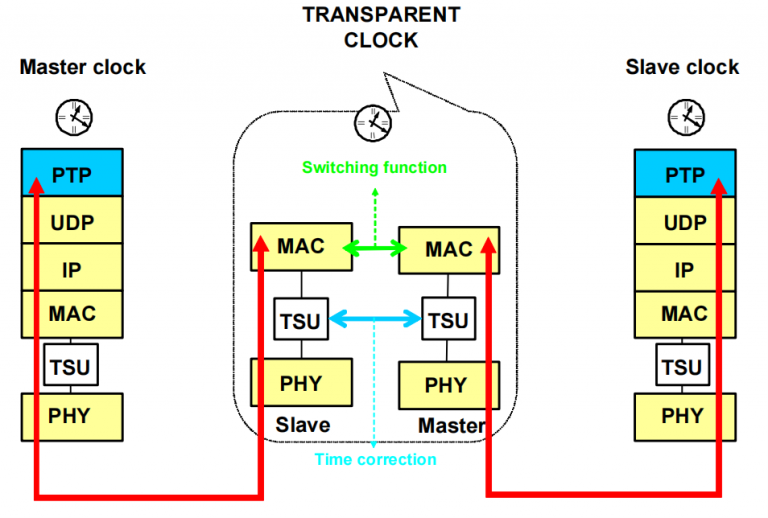 TRANSPARENT
CLOCK
Master clock
Slave clock
Switching function
PTP
UDP
IP
MAC
TSU
PHY
MAC
TSU
PHY
Slave
MAC
TSU
PHY
Master
Time correction
PTP
UDP
IP
MAC
TSU
PHY